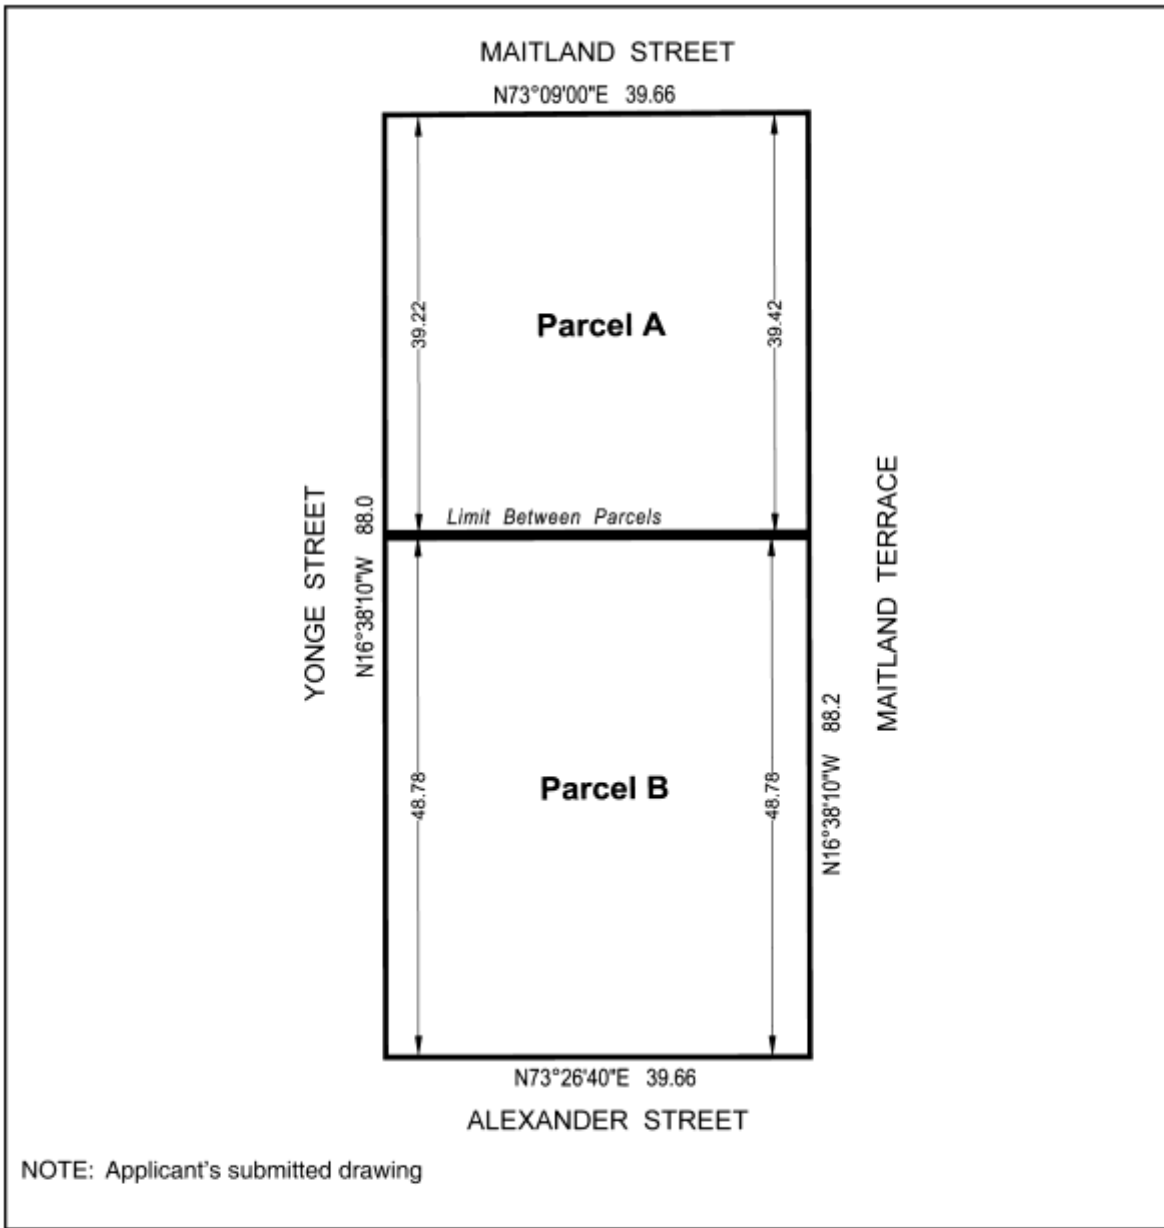 MAITLAND STREET
N73°09'00"E 39.66
39.22
39.42
Parcel A
Limit Between Parcels
YONGE STREET
N16°38'10"W 88.0
MAITLAND TERRACE
N16°38'10"W 88.2
48.78
48.78
Parcel B
N73°26'40"E 39.66
ALEXANDER STREET
NOTE: Applicant's submitted drawing